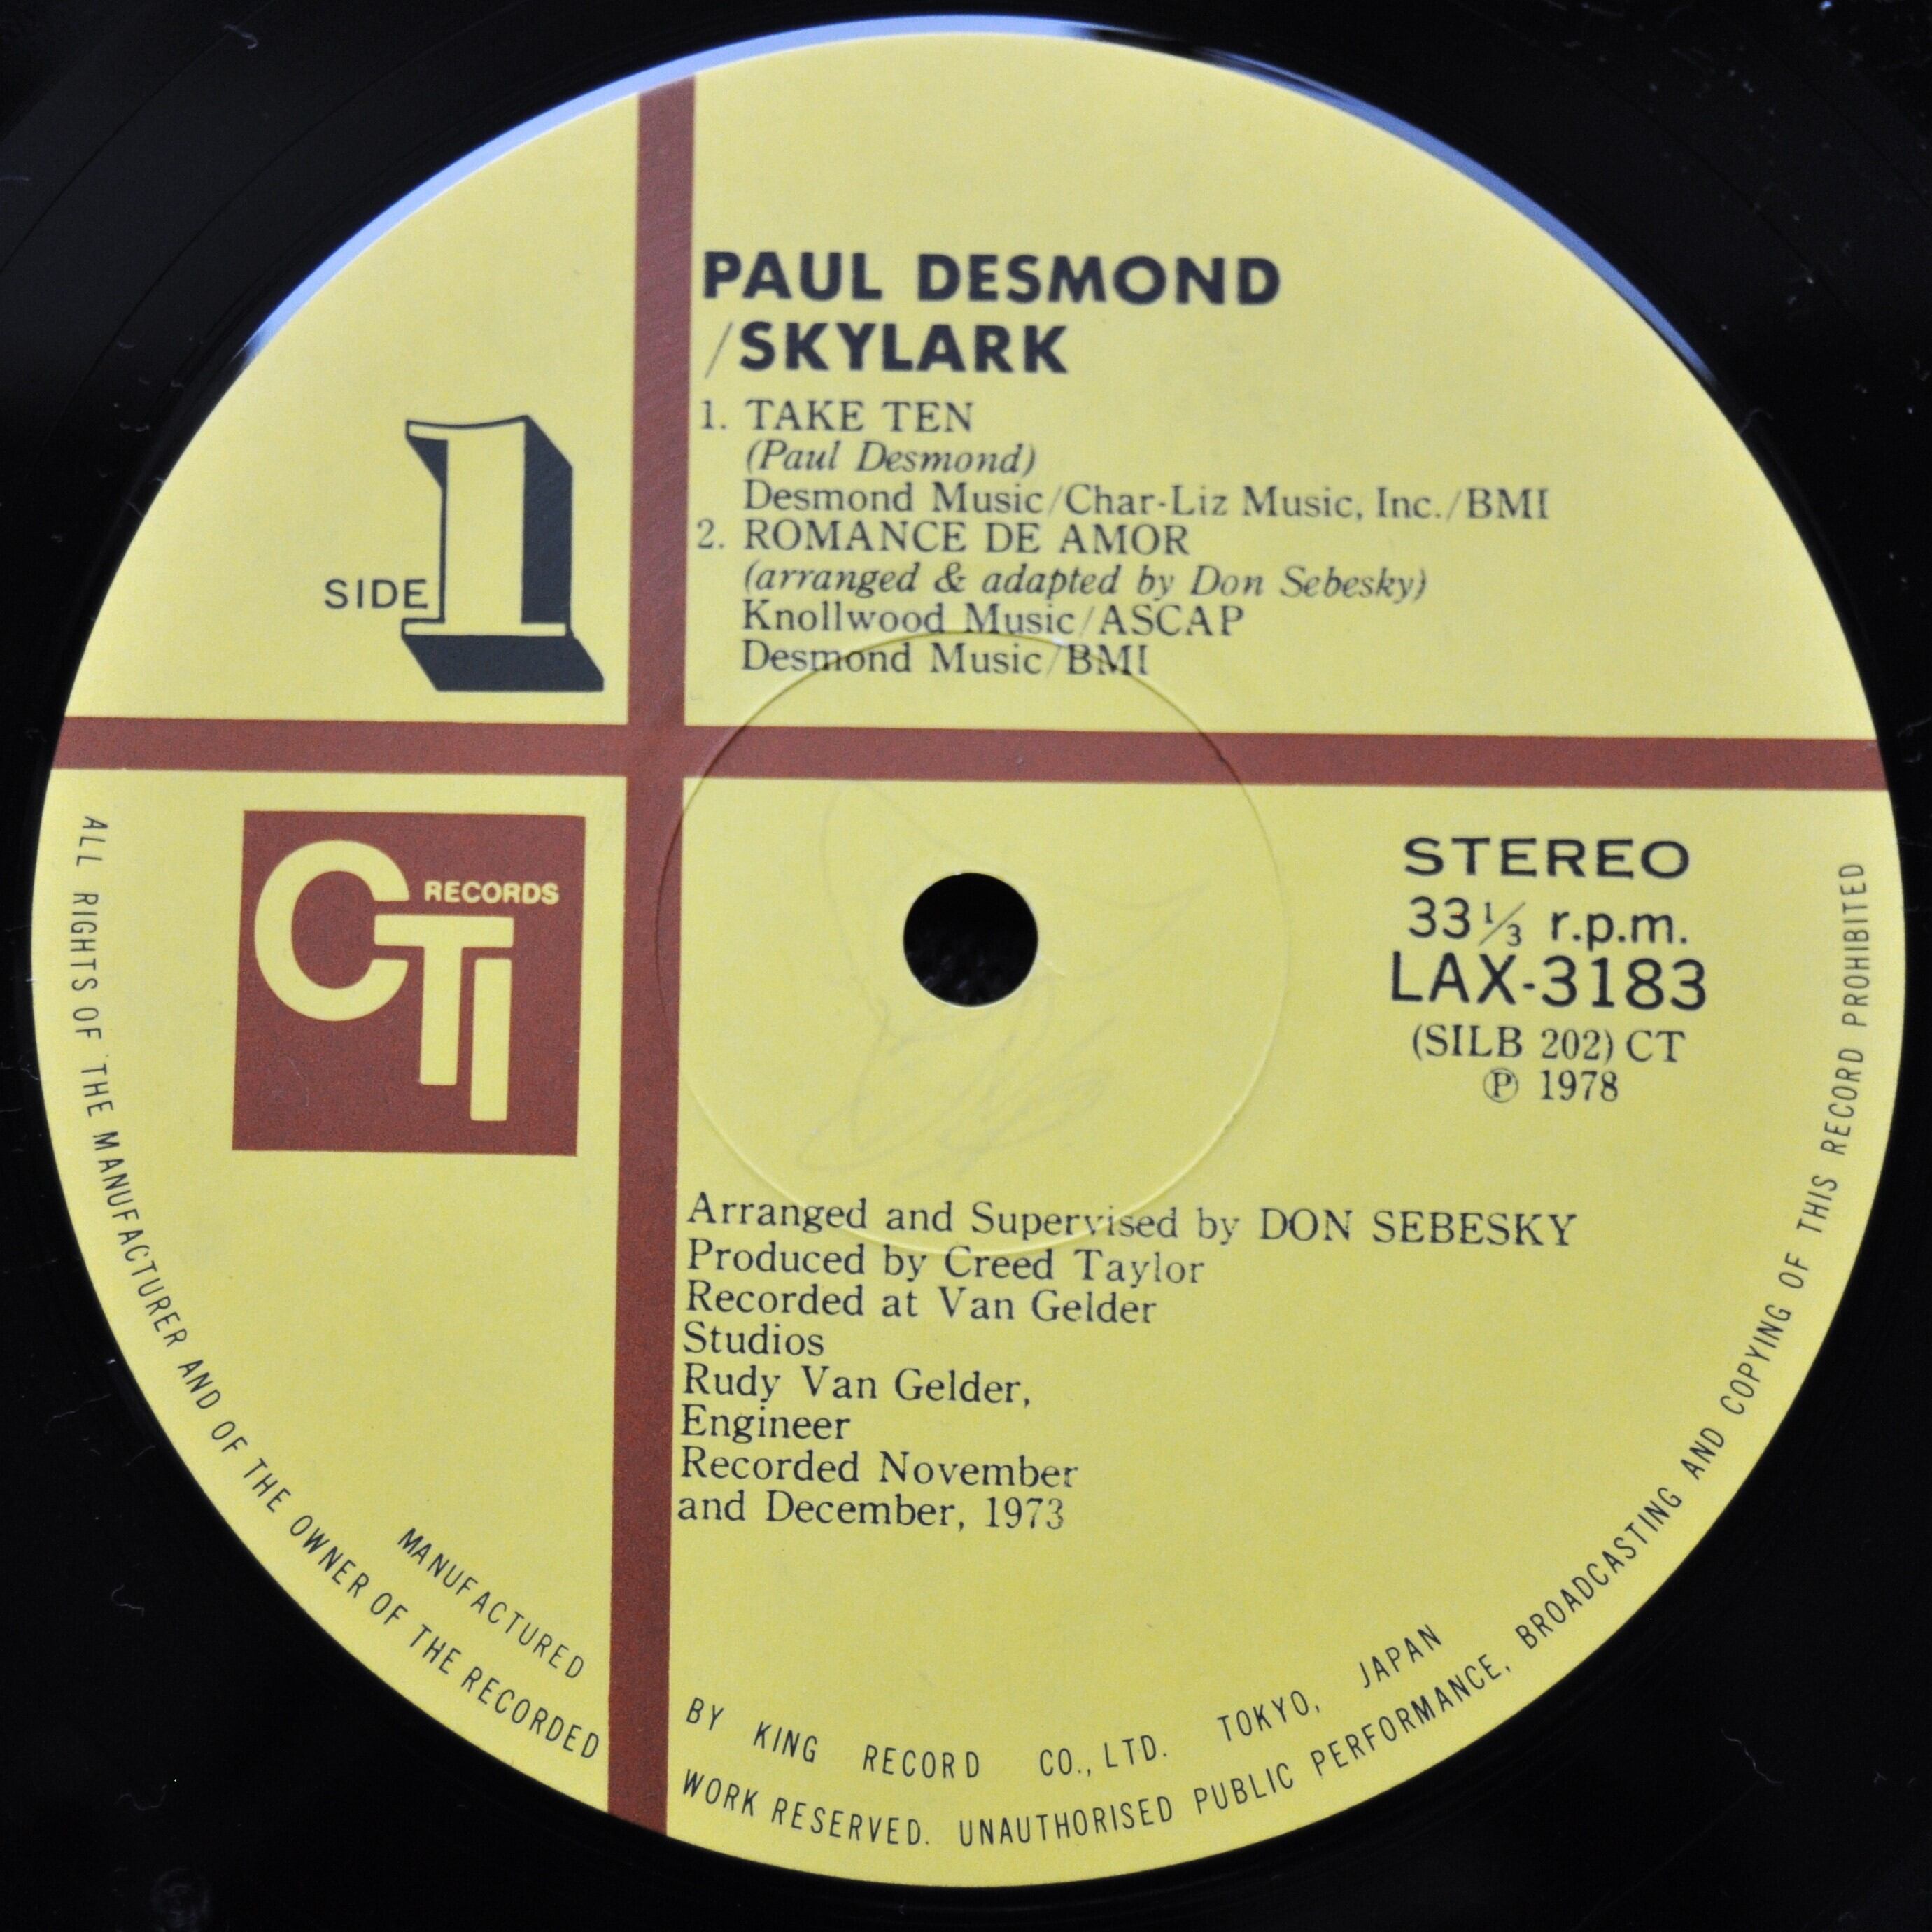 PAUL DESMOND
/SKYLARK
1. TAKE TEN
(Paul Desmond)
Desmond Music/Char-Liz Music, Inc./BMI
2. ROMANCE DE AMOR
(arranged & adapted by Don Sebesky)
Knollwood Music/ASCAP
Desmond Music/BMI
SIDE 1
CTI RECORDS
STEREO
33⅓ r.p.m.
LAX-3183
(SILB 202) CT
Ⓟ 1978
Arranged and Supervised by DON SEBESKY
Produced by Creed Taylor
Recorded at Van Gelder
Studios
Rudy Van Gelder,
Engineer
Recorded November
and December, 1973
MANUFACTURED BY KING RECORD CO., LTD. TOKYO, JAPAN
ALL RIGHTS OF THE MANUFACTURER AND OF THE OWNER OF THE RECORDED WORK RESERVED. UNAUTHORISED PUBLIC PERFORMANCE, BROADCASTING AND COPYING OF THIS RECORD PROHIBITED